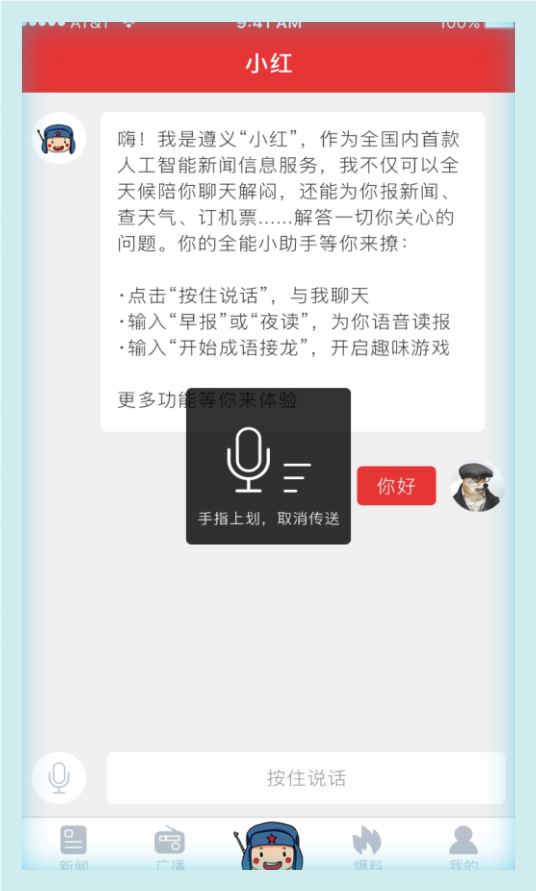 AT&T 9:41 AM 100%
小红
嗨！我是遵义“小红”，作为全国内首款
人工智能新闻信息服务，我不仅可以全
天候陪你聊天解闷，还能为你报新闻、
查天气、订机票......解答一切你关心的
问题。你的全能小助手等你来撩：
·点击“按住说话”，与我聊天
·输入“早报”或“夜读”，为你语音读报
·输入“开始成语接龙”，开启趣味游戏
更多功能等你来体验
你好
手指上划，取消传送
按住说话
新闻 广播 爆料 我的